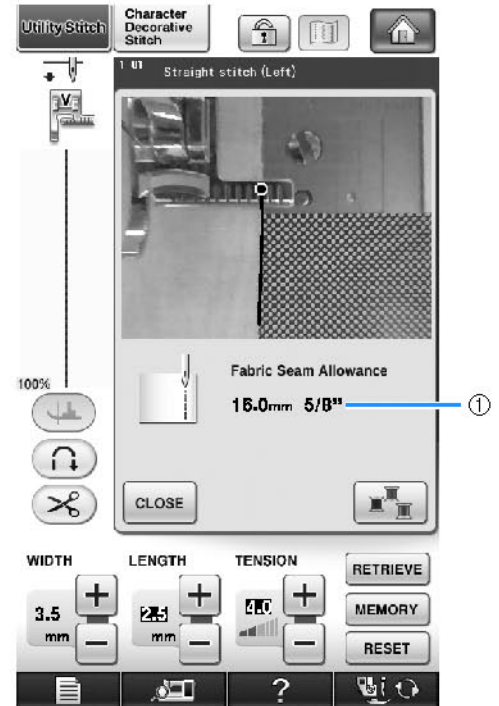 Utility Stitch
Character
Decorative
Stitch
1 01
Straight stitch (Left)
V
100%
Fabric Seam Allowance
16.0mm 5/8"
①
CLOSE
WIDTH
LENGTH
TENSION
RETRIEVE
3.5
mm
2.5
mm
4.0
MEMORY
RESET
?
i